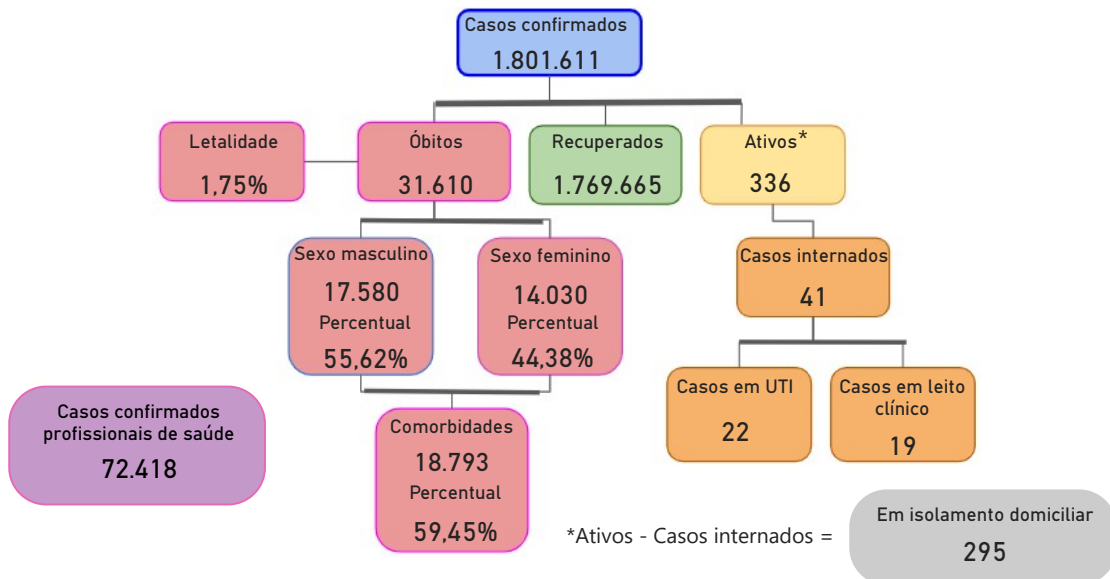 Casos confirmados
1.801.611
Letalidade
1,75%
Óbitos
31.610
Recuperados
1.769.665
Ativos*
336
Sexo masculino
17.580
Percentual
55,62%
Sexo feminino
14.030
Percentual
44,38%
Casos internados
41
Casos em UTI
22
Casos em leito
clínico
19
Casos confirmados
profissionais de saúde
72.418
Comorbidades
18.793
Percentual
59,45%
*Ativos - Casos internados =
Em isolamento domiciliar
295